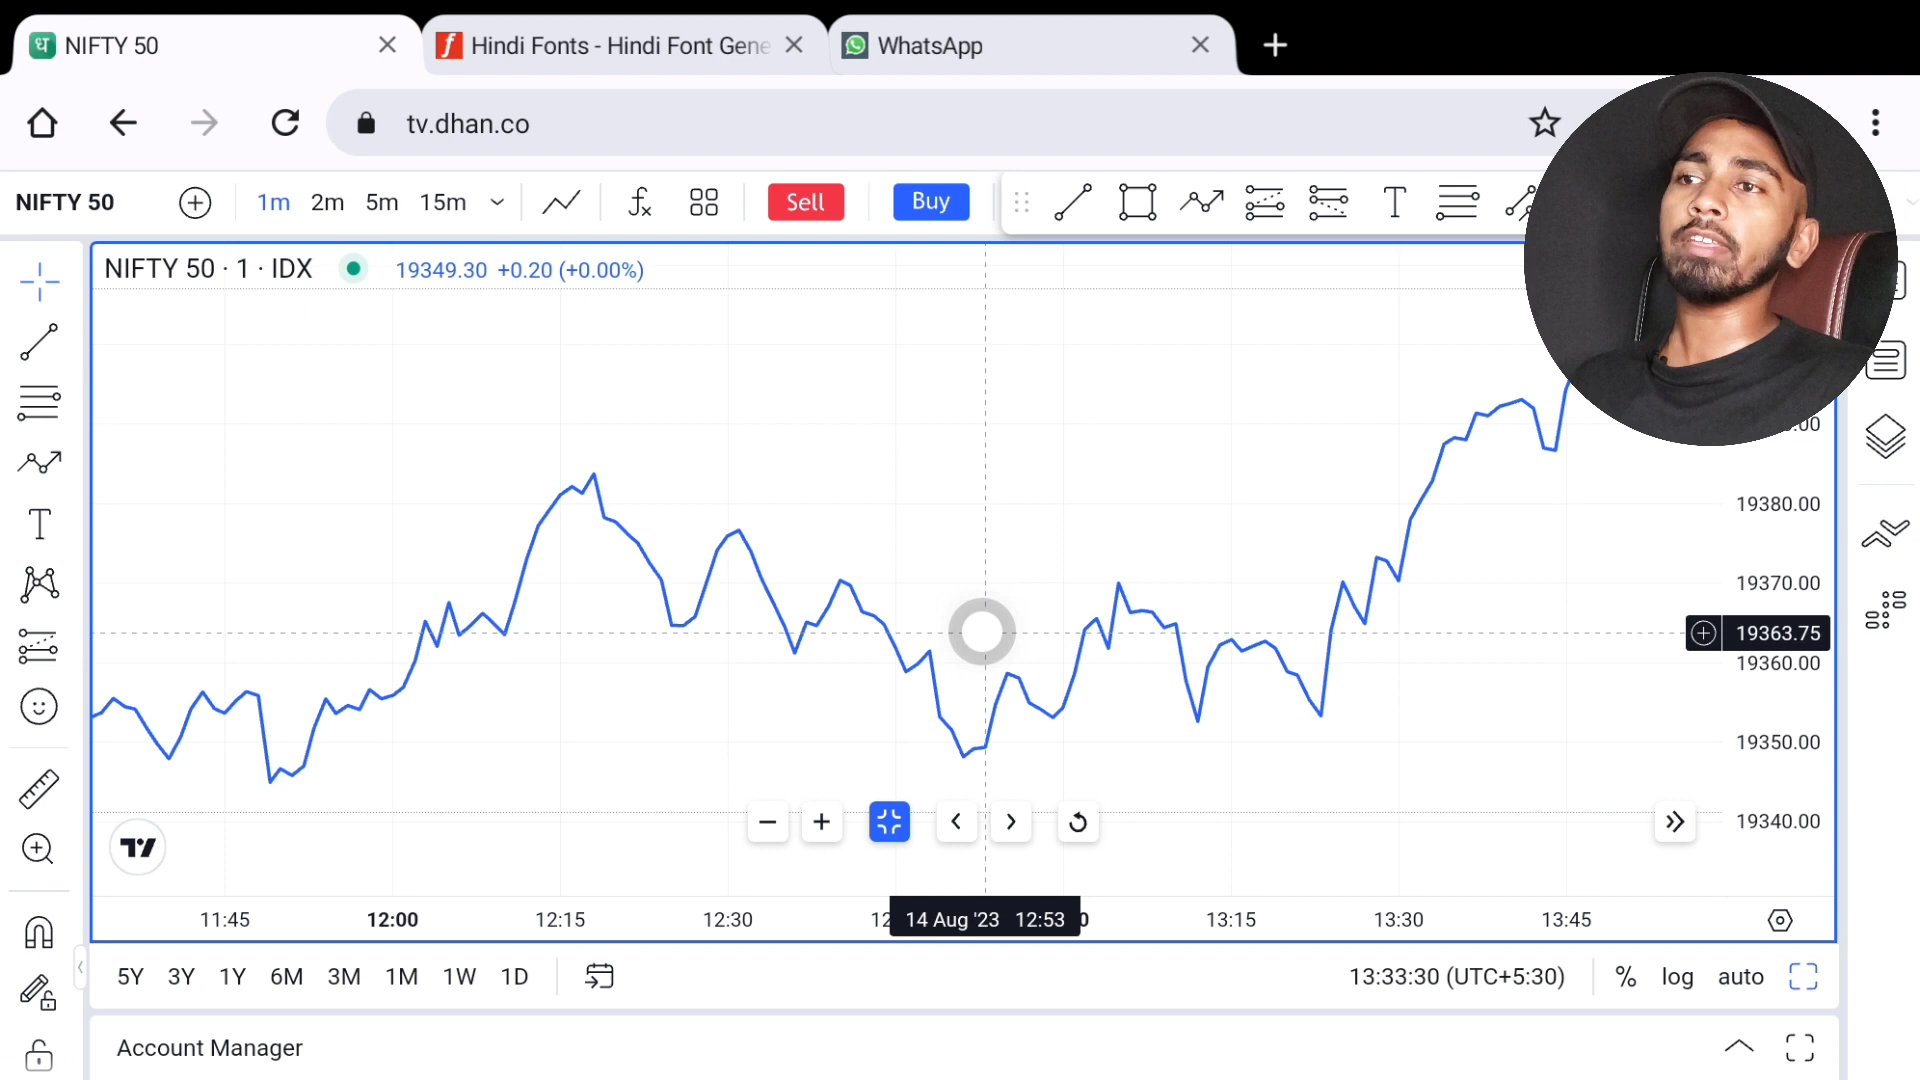 NIFTY 50
Hindi Fonts - Hindi Font Gene
WhatsApp
tv.dhan.co
NIFTY 50 1m 2m 5m 15m Sell Buy
NIFTY 50 · 1 · IDX 19349.30 +0.20 (+0.00%)
19380.00
19370.00
19363.75
19360.00
19350.00
19340.00
11:45 12:00 12:15 12:30 14 Aug '23 12:53 13:15 13:30 13:45
5Y 3Y 1Y 6M 3M 1M 1W 1D 13:33:30 (UTC+5:30) % log auto
Account Manager